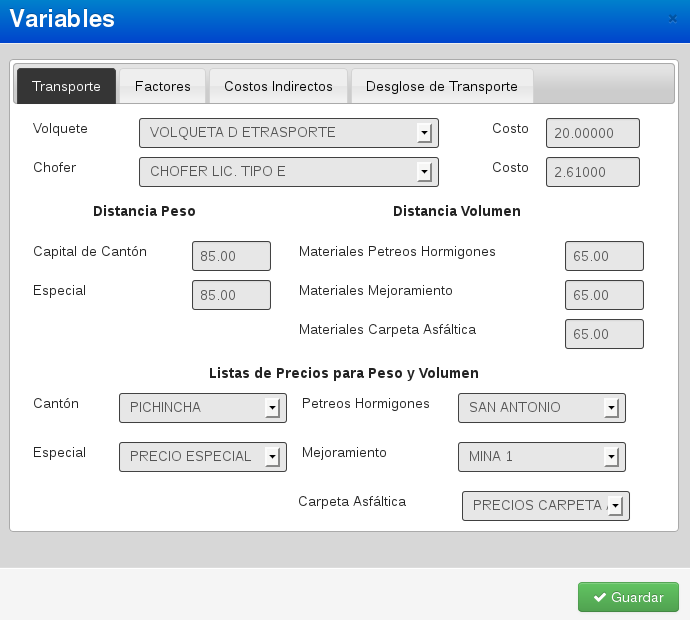 Variables
Transporte Factores Costos Indirectos Desglose de Transporte
Volquete VOLQUETA D ETRASPORTE Costo 20.00000
Chofer CHOFER LIC. TIPO E Costo 2.61000
Distancia Peso Distancia Volumen
Capital de Cantón 85.00 Materiales Petreos Hormigones 65.00
Especial 85.00 Materiales Mejoramiento 65.00
Materiales Carpeta Asfáltica 65.00
Listas de Precios para Peso y Volumen
Cantón PICHINCHA Petreos Hormigones SAN ANTONIO
Especial PRECIO ESPECIAL Mejoramiento MINA 1
Carpeta Asfáltica PRECIOS CARPETA
Guardar